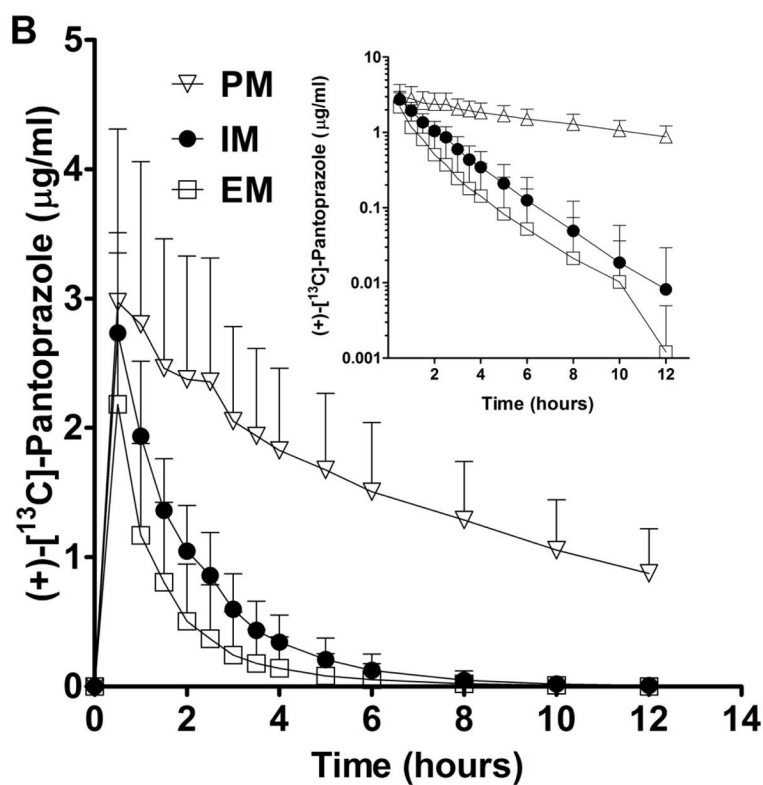 B
PM
IM
EM
(+)-[¹³C]-Pantoprazole (µg/ml)
5
4
3
2
1
0
0 2 4 6 8 10 12 14
Time (hours)
(+)-[¹³C]-Pantoprazole (µg/ml)
10
1
0.1
0.01
0.001
2 4 6 8 10 12
Time (hours)